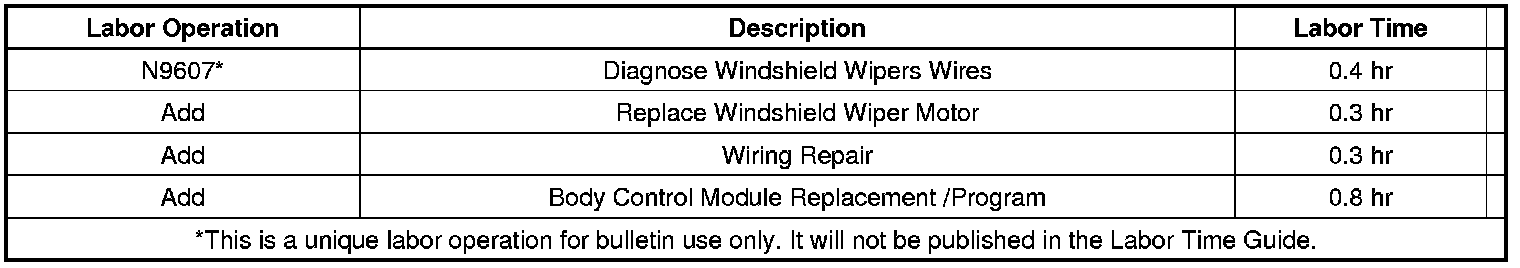 Labor Operation Description Labor Time
N9607* Diagnose Windshield Wipers Wires 0.4 hr
Add Replace Windshield Wiper Motor 0.3 hr
Add Wiring Repair 0.3 hr
Add Body Control Module Replacement /Program 0.8 hr
*This is a unique labor operation for bulletin use only. It will not be published in the Labor Time Guide.